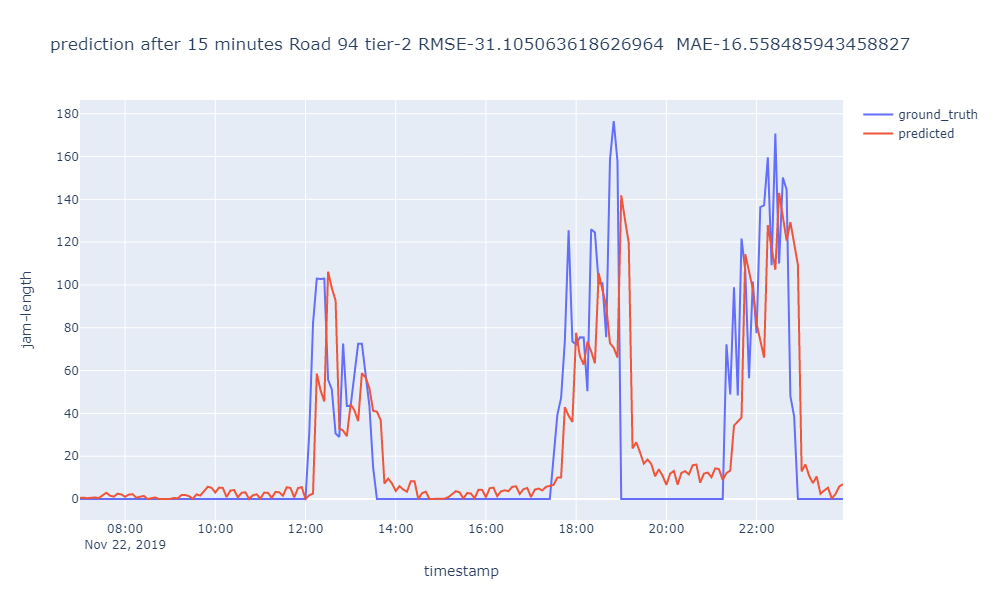 prediction after 15 minutes Road 94 tier-2 RMSE-31.105063618626964  MAE-16.558485943458827
ground_truth
predicted
jam-length
180
160
140
120
100
80
60
40
20
0
08:00 10:00 12:00 14:00 16:00 18:00 20:00 22:00
Nov 22, 2019
timestamp